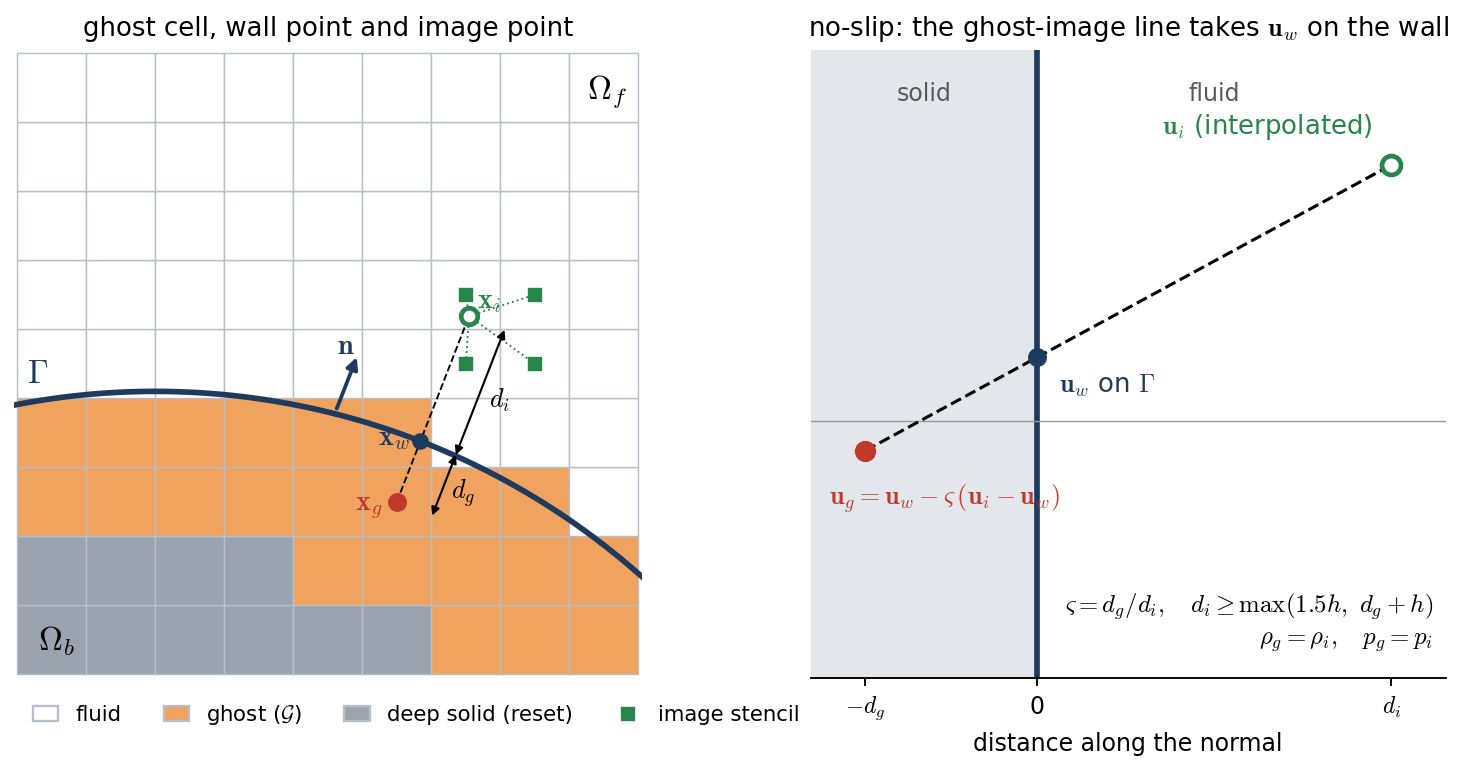 ghost cell, wall point and image point
Ω_f
x_i
n
Γ
d_i
x_w
d_g
x_g
Ω_b
fluid
ghost (𝒢)
deep solid (reset)
image stencil
no-slip: the ghost-image line takes u_w on the wall
solid
fluid
u_i (interpolated)
u_w on Γ
u_g = u_w − ς(u_i − u_w)
ς = d_g/d_i, d_i ≥ max(1.5h, d_g + h)
ρ_g = ρ_i, p_g = p_i
−d_g
0
d_i
distance along the normal